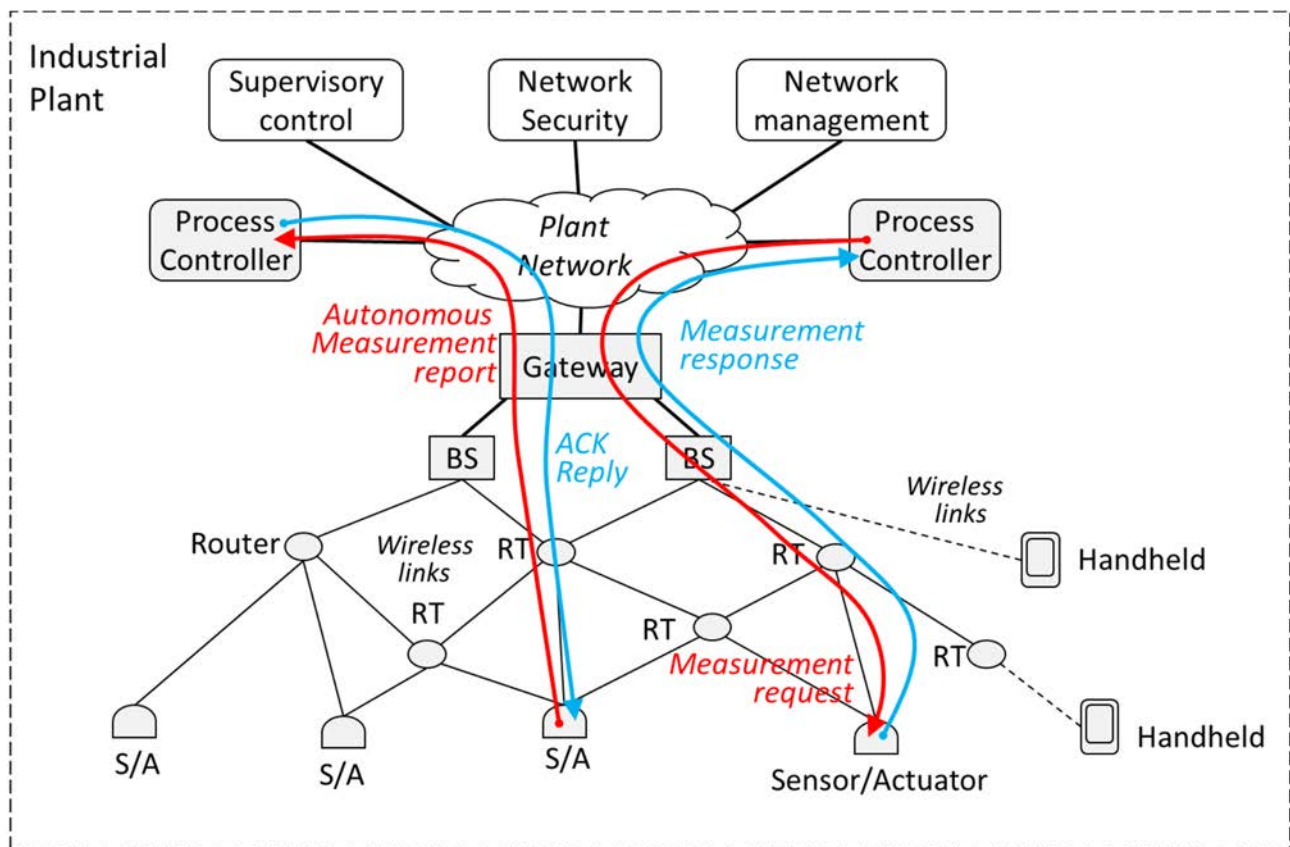 Industrial
Plant
Supervisory
control
Network
Security
Network
management
Process
Controller
Plant
Network
Process
Controller
Autonomous
Measurement
report
Gateway
Measurement
response
BS
ACK
Reply
BS
Wireless
links
Router
Wireless
links
RT
RT
Handheld
RT
RT
RT
Measurement
request
S/A
S/A
S/A
Sensor/Actuator
Handheld